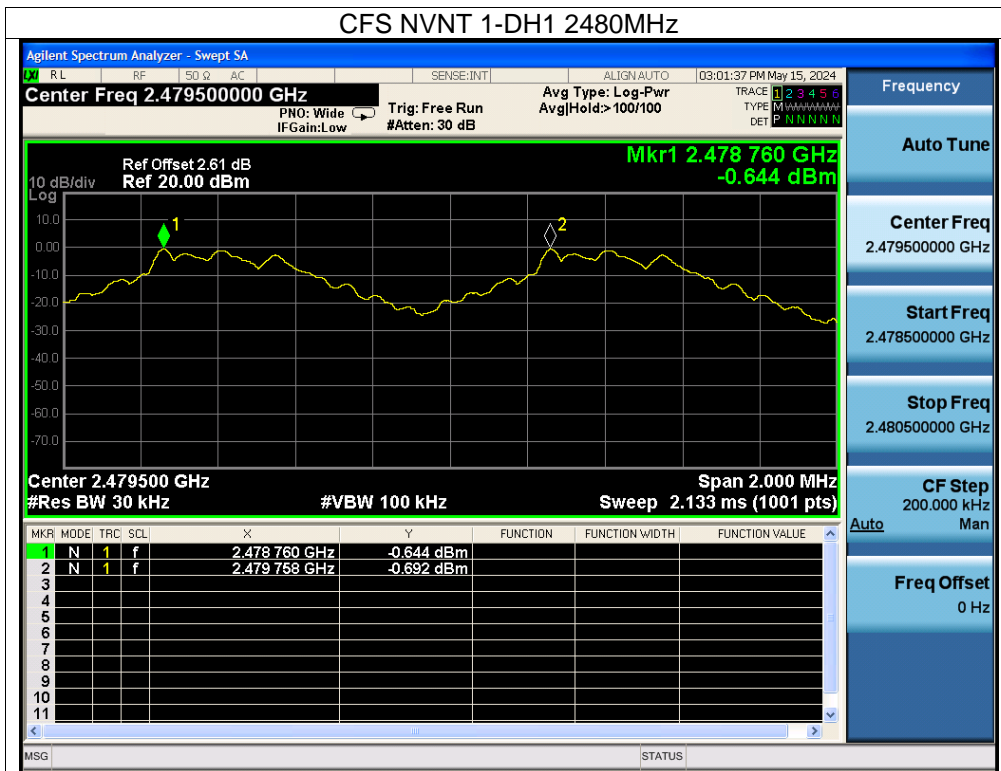 CFS NVNT 1-DH1 2480MHz
Agilent Spectrum Analyzer - Swept SA
LXI RL RF 50 Ω AC SENSE:INT ALIGN AUTO 03:01:37 PM May 15, 2024
Center Freq 2.479500000 GHz
PNO: Wide
IFGain:Low
Trig: Free Run
#Atten: 30 dB
Avg Type: Log-Pwr
Avg|Hold:>100/100
TRACE 1 2 3 4 5 6
TYPE M
DET P N N N N N
Ref Offset 2.61 dB
Ref 20.00 dBm
10 dB/div
Log
Mkr1 2.478 760 GHz
-0.644 dBm
10.0
0.00
-10.0
-20.0
-30.0
-40.0
-50.0
-60.0
-70.0
1
2
Center 2.479500 GHz
Span 2.000 MHz
#Res BW 30 kHz
#VBW 100 kHz
Sweep 2.133 ms (1001 pts)
MKR MODE TRC SCL X Y FUNCTION FUNCTION WIDTH FUNCTION VALUE
1 N 1 f 2.478 760 GHz -0.644 dBm
2 N 1 f 2.479 758 GHz -0.692 dBm
3
4
5
6
7
8
9
10
11
MSG
STATUS
Frequency
Auto Tune
Center Freq
2.479500000 GHz
Start Freq
2.478500000 GHz
Stop Freq
2.480500000 GHz
CF Step
200.000 kHz
Auto Man
Freq Offset
0 Hz